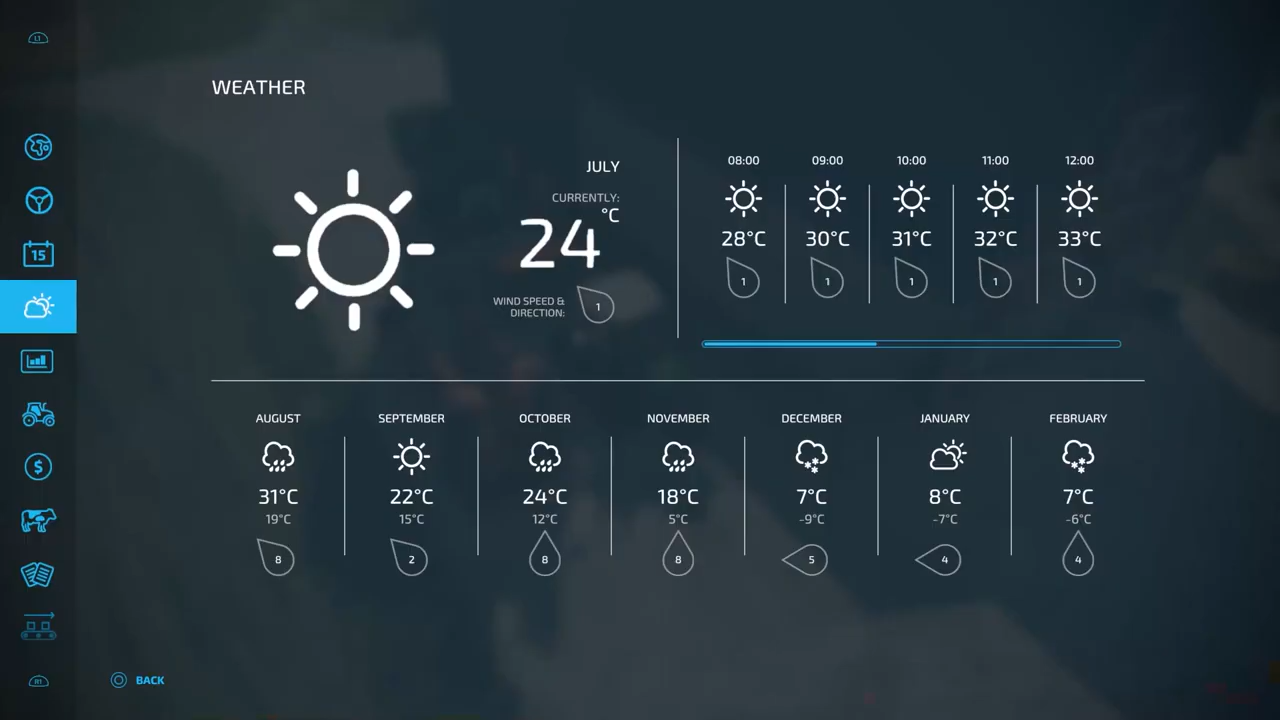 L1
WEATHER
JULY
CURRENTLY:
24 °C
WIND SPEED &
DIRECTION:
1
08:00 09:00 10:00 11:00 12:00
28°C 30°C 31°C 32°C 33°C
1 1 1 1 1
15
$
AUGUST SEPTEMBER OCTOBER NOVEMBER DECEMBER JANUARY FEBRUARY
31°C 22°C 24°C 18°C 7°C 8°C 7°C
19°C 15°C 12°C 5°C -9°C -7°C -6°C
8 2 8 8 5 4 4
R1
BACK